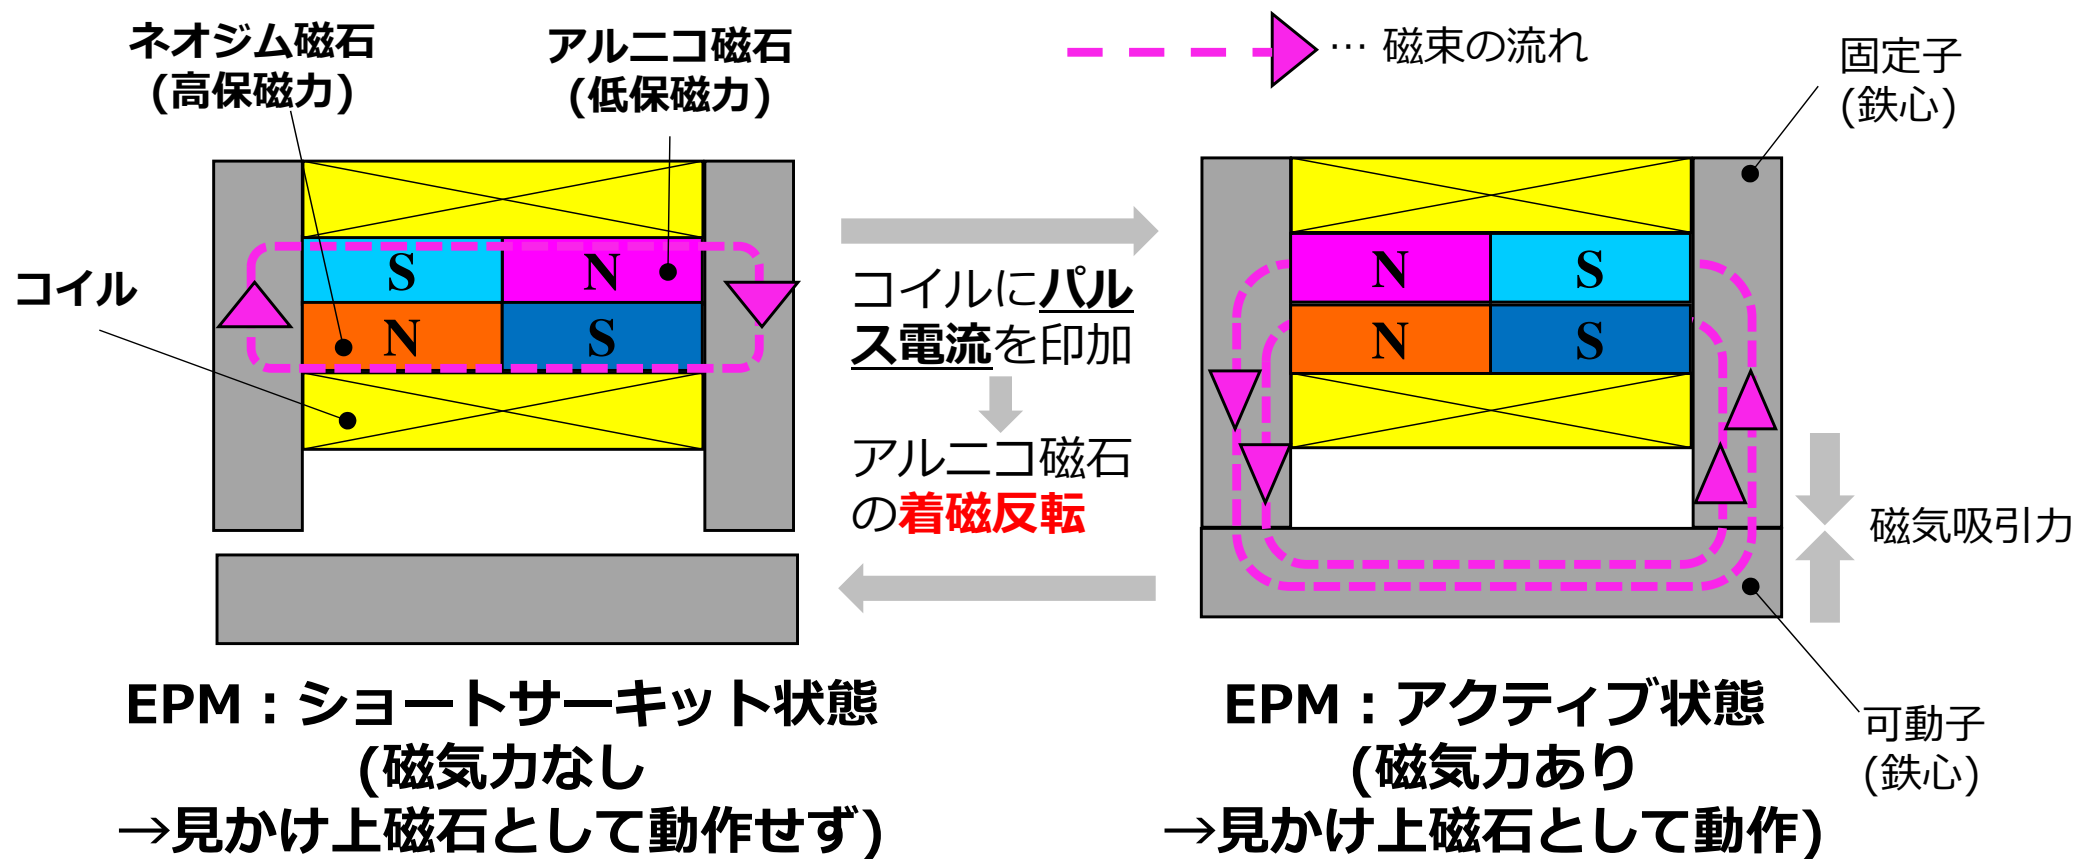 ネオジム磁石
(高保磁力)
アルニコ磁石
(低保磁力)
… 磁束の流れ
固定子
(鉄心)
コイル
S N
N S
コイルにパル
ス電流を印加
アルニコ磁石
の着磁反転
N S
N S
磁気吸引力
可動子
(鉄心)
EPM：ショートサーキット状態
(磁気力なし
→見かけ上磁石として動作せず)
EPM：アクティブ状態
(磁気力あり
→見かけ上磁石として動作)